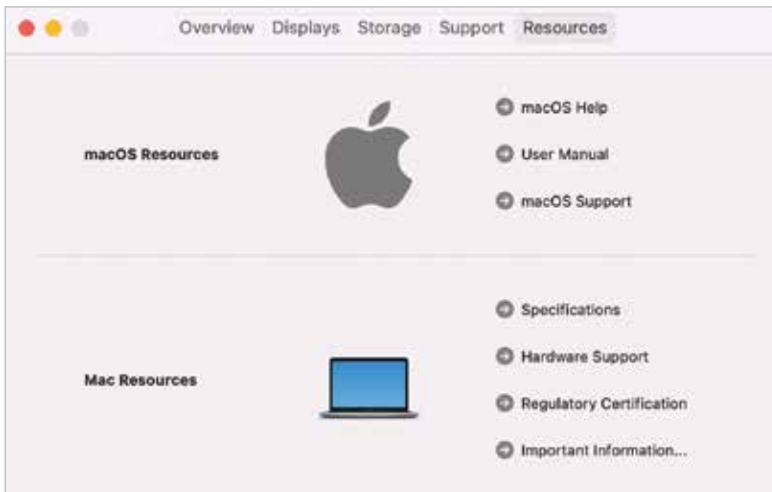 Overview Displays Storage Support Resources
macOS Resources
macOS Help
User Manual
macOS Support
Mac Resources
Specifications
Hardware Support
Regulatory Certification
Important Information...